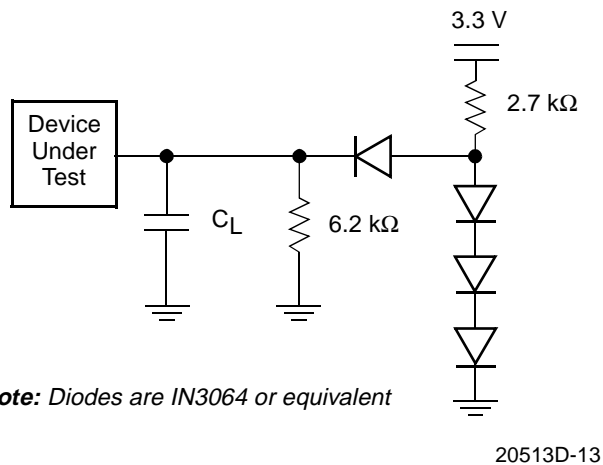 3.3 V
2.7 kΩ
Device
Under
Test
CL
6.2 kΩ
ote: Diodes are IN3064 or equivalent
20513D-13